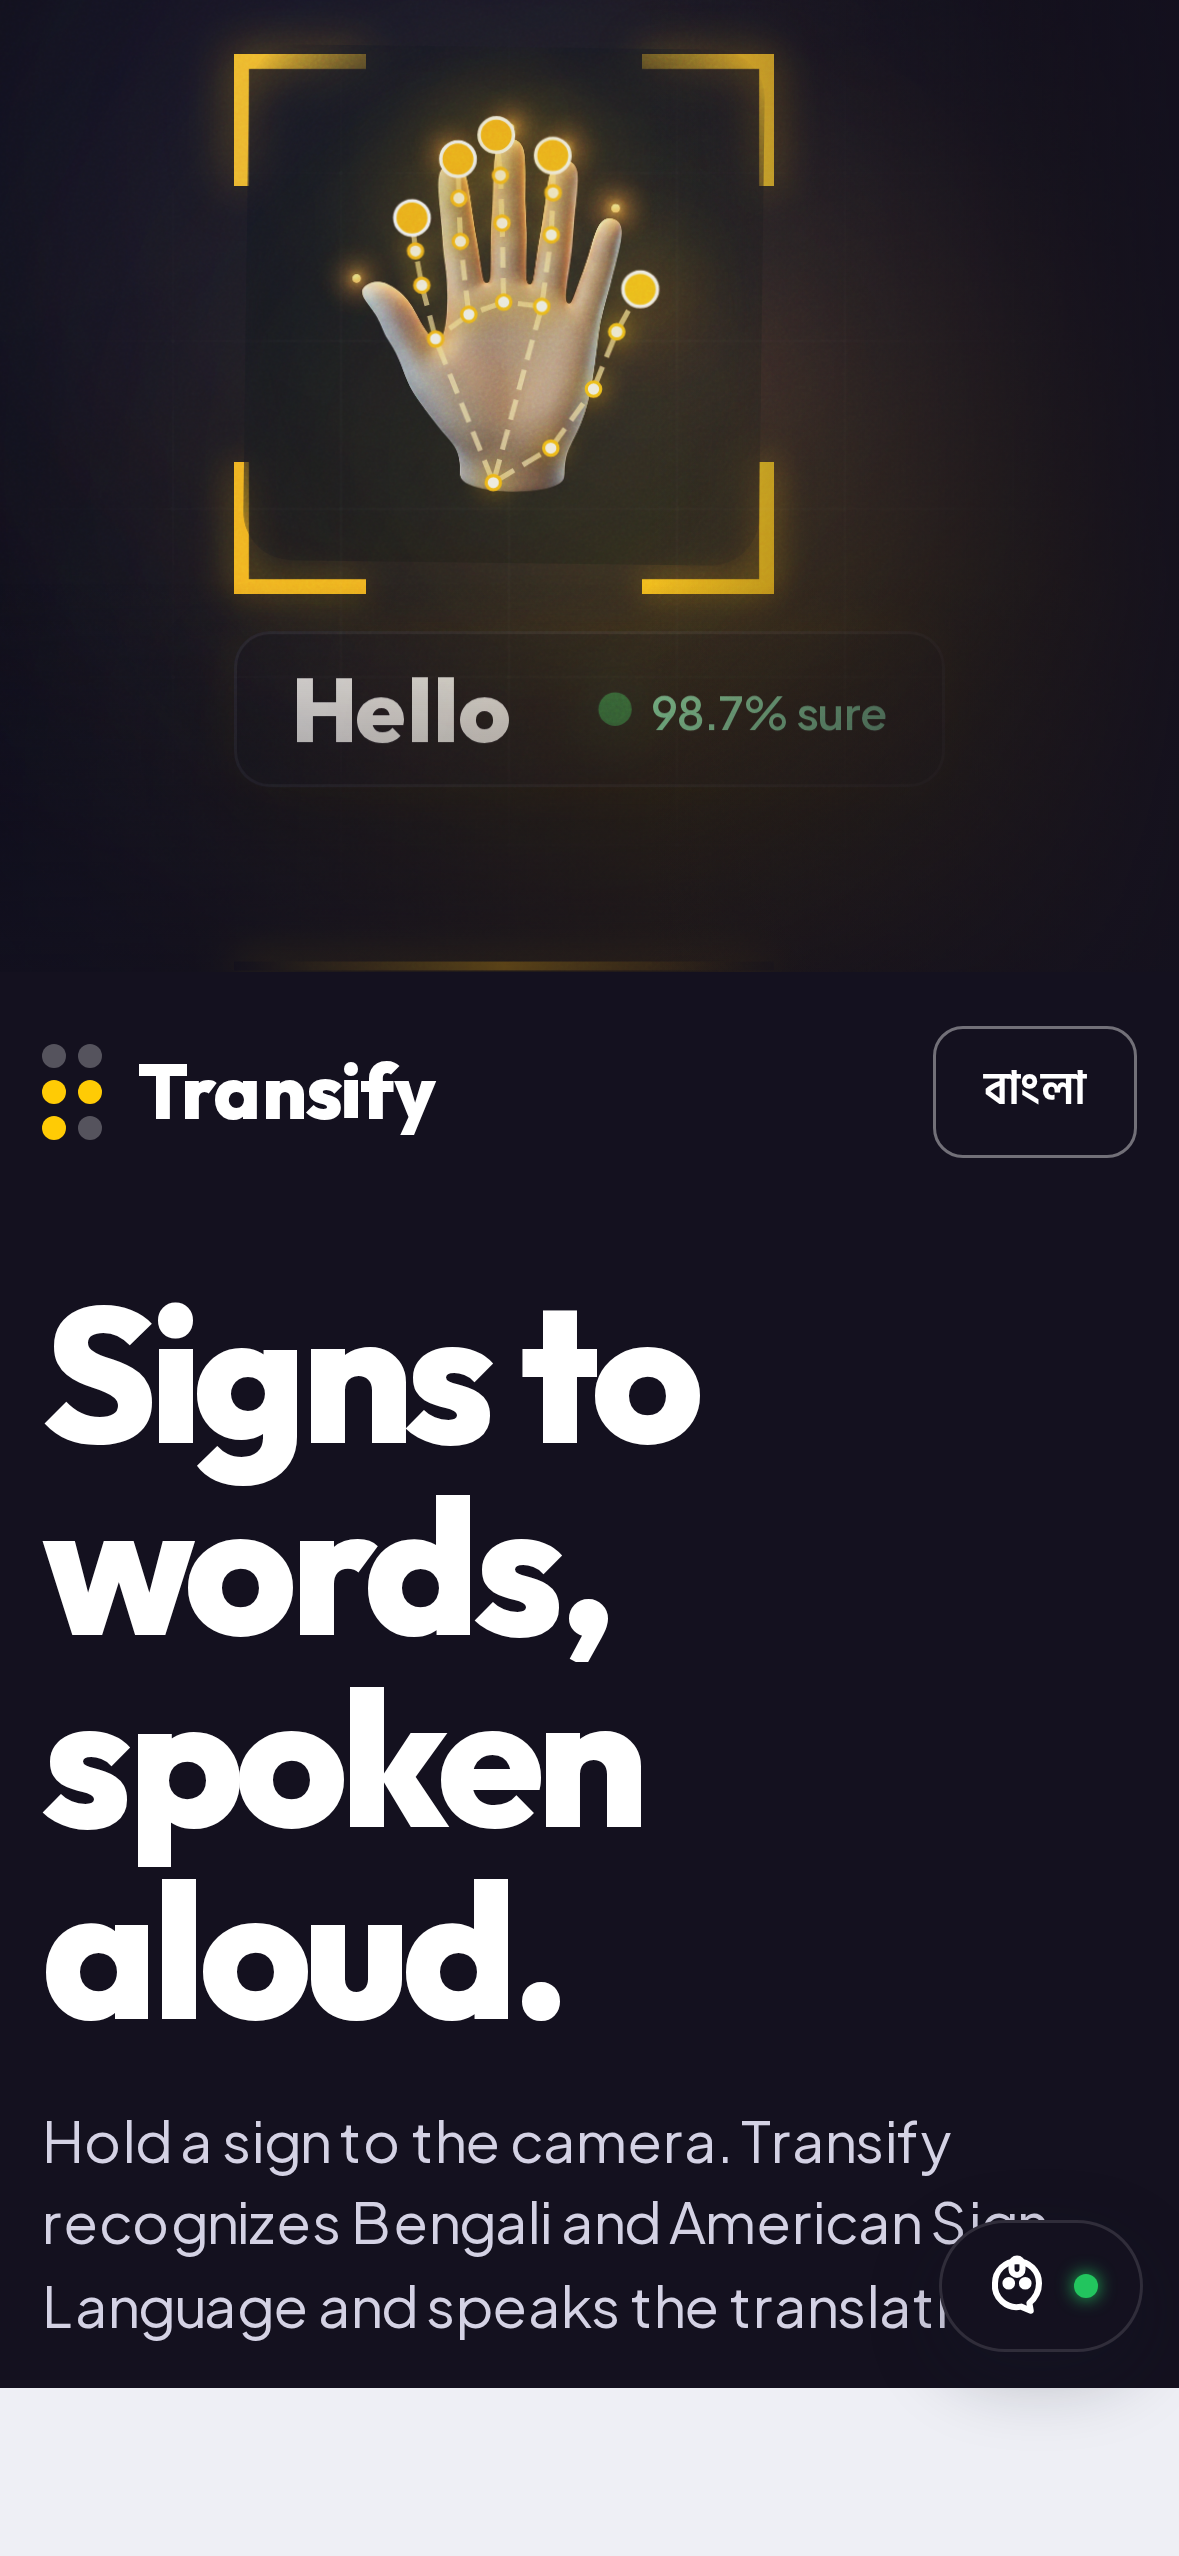 Hello
98.7% sure
Transify
বাংলা
Signs to
words,
spoken
aloud.
Hold a sign to the camera. Transify
recognizes Bengali and American Sign
Language and speaks the